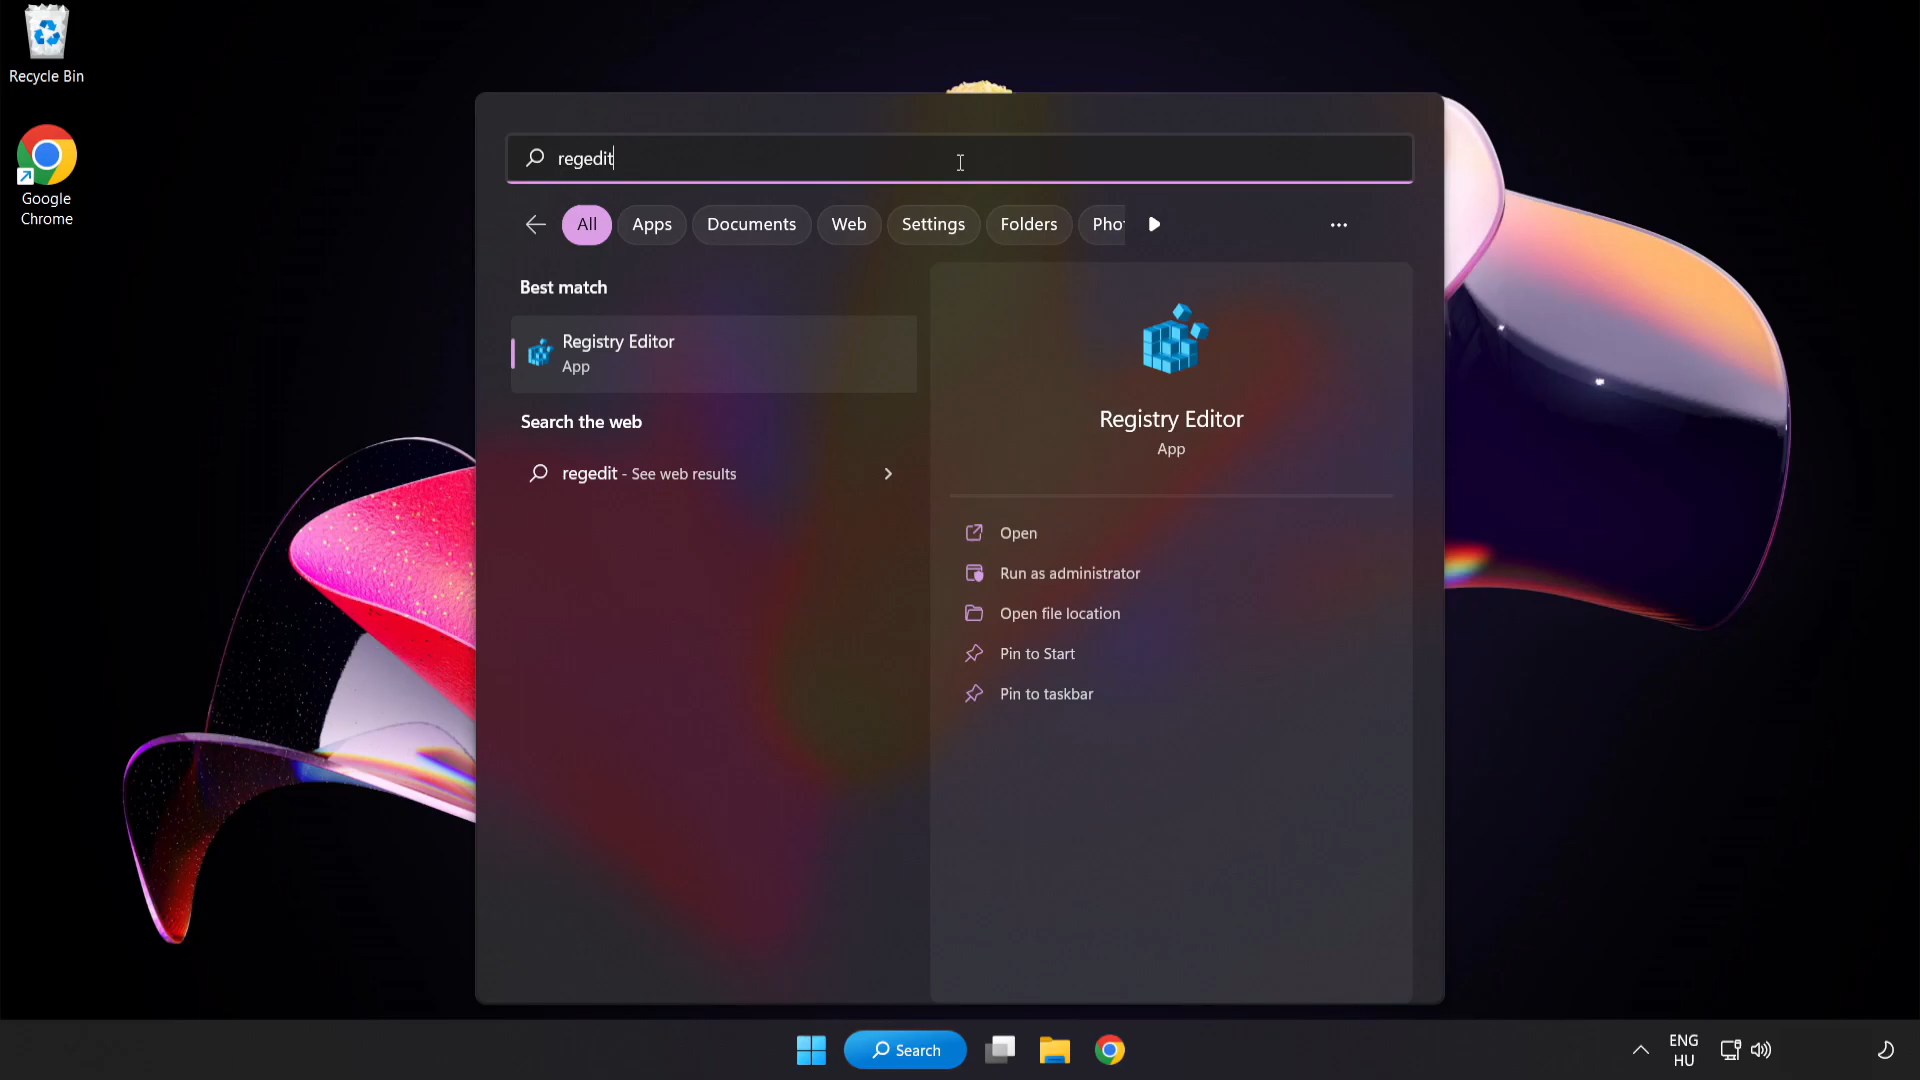 Recycle Bin
Google
Chrome
regedit
All
Apps
Documents
Web
Settings
Folders
Pho
Best match
Registry Editor
App
Search the web
regedit - See web results
Registry Editor
App
Open
Run as administrator
Open file location
Pin to Start
Pin to taskbar
Search
ENG
HU